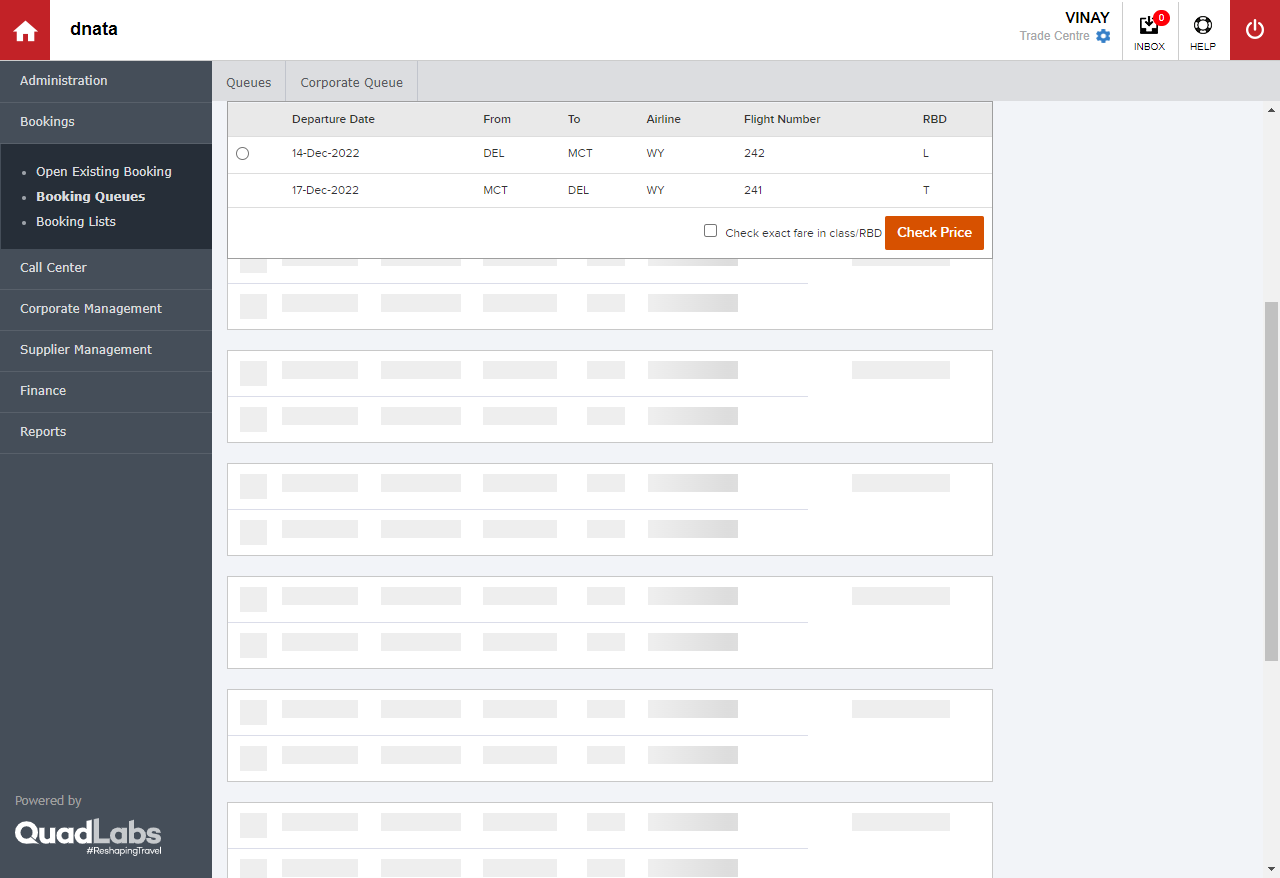 dnata
VINAY
Trade Centre
0
INBOX
HELP
Administration
Bookings
Open Existing Booking
Booking Queues
Booking Lists
Call Center
Corporate Management
Supplier Management
Finance
Reports
Powered by
QuadLabs
#ReshapingTravel
Queues
Corporate Queue
Departure Date From To Airline Flight Number RBD
14-Dec-2022 DEL MCT WY 242 L
17-Dec-2022 MCT DEL WY 241 T
Check exact fare in class/RBD Check Price